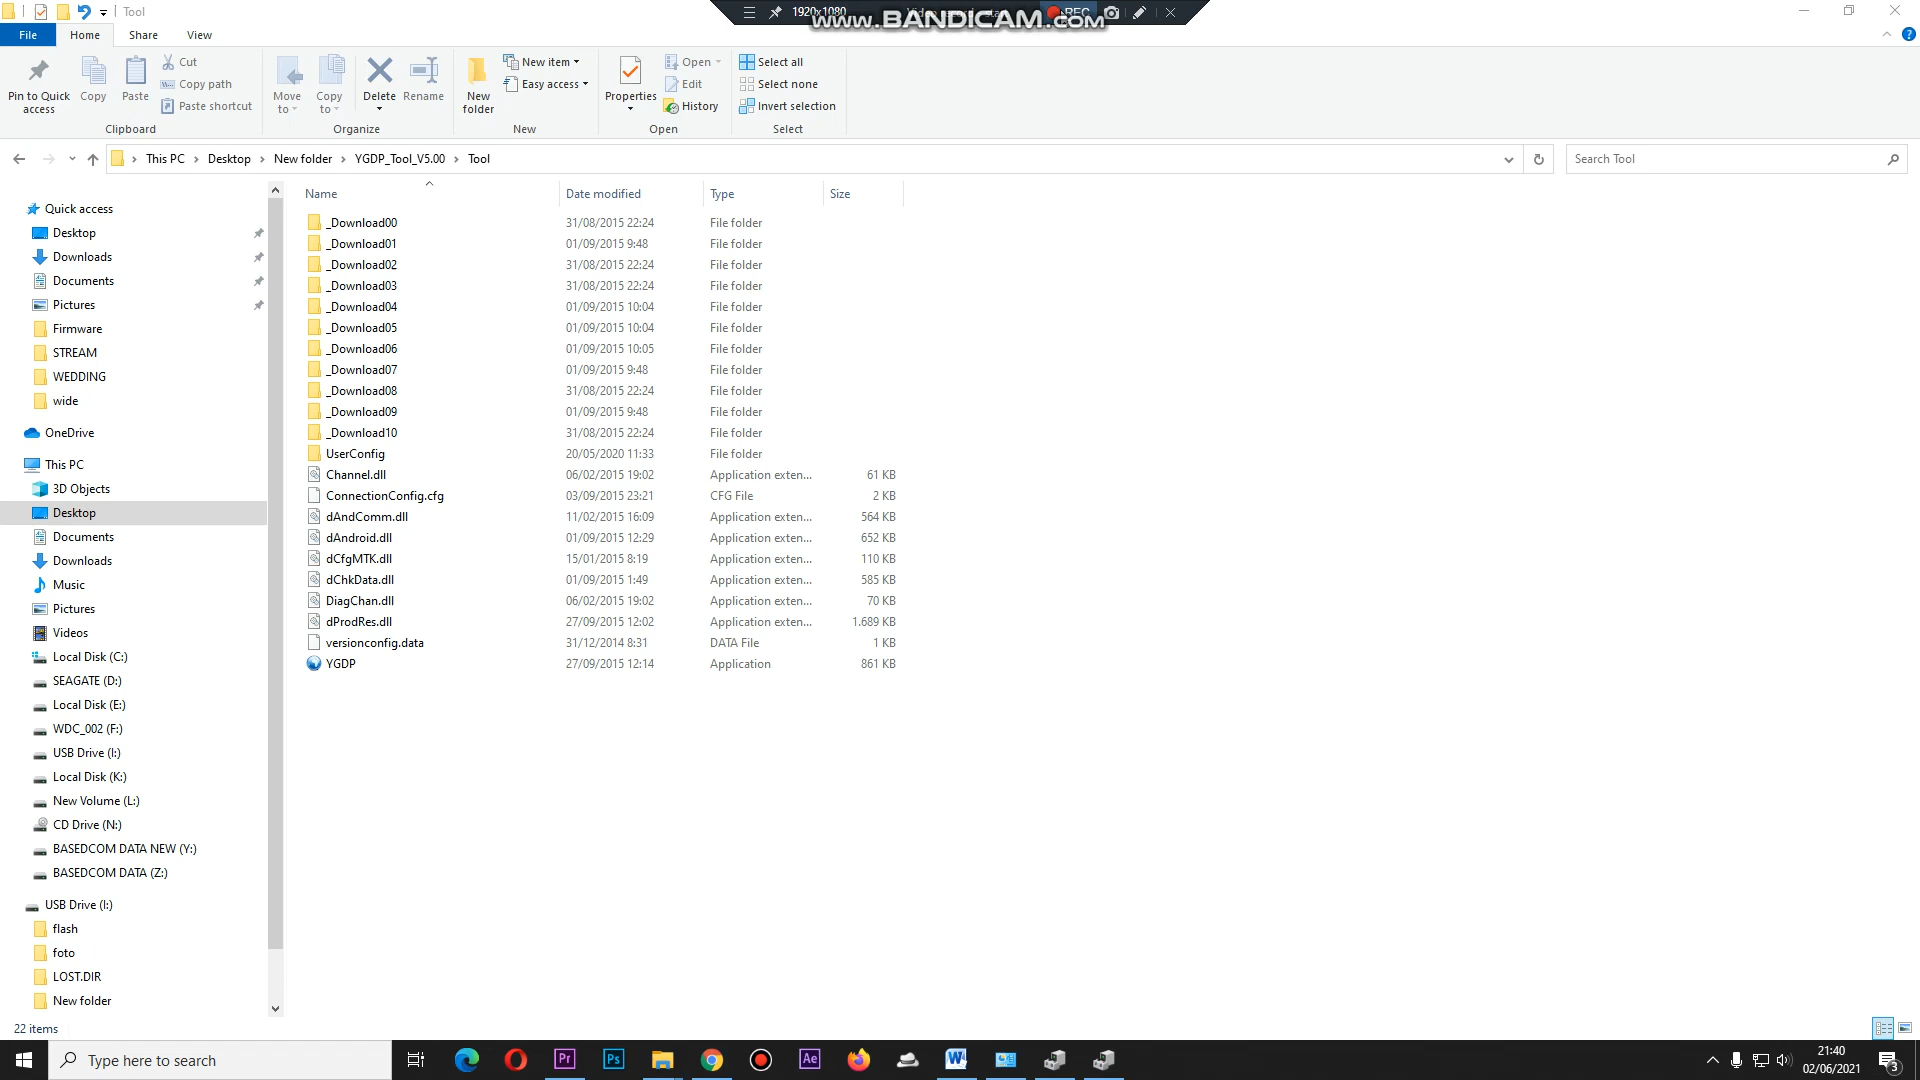 Tool
1920x1080
REC
www.BANDICAM.com
File Home Share View
Pin to Quick access
Copy
Paste
Cut
Copy path
Paste shortcut
Clipboard
Move to
Copy to
Delete
Rename
Organize
New folder
New item
Easy access
New
Properties
Open
Edit
History
Open
Select all
Select none
Invert selection
Select
This PC > Desktop > New folder > YGDP_Tool_V5.00 > Tool
Search Tool
Quick access
Desktop
Downloads
Documents
Pictures
Firmware
STREAM
WEDDING
wide
OneDrive
This PC
3D Objects
Desktop
Documents
Downloads
Music
Pictures
Videos
Local Disk (C:)
SEAGATE (D:)
Local Disk (E:)
WDC_002 (F:)
USB Drive (I:)
Local Disk (K:)
New Volume (L:)
CD Drive (N:)
BASEDCOM DATA NEW (Y:)
BASEDCOM DATA (Z:)
USB Drive (I:)
flash
foto
LOST.DIR
New folder
Name Date modified Type Size
_Download00 31/08/2015 22:24 File folder
_Download01 01/09/2015 9:48 File folder
_Download02 31/08/2015 22:24 File folder
_Download03 31/08/2015 22:24 File folder
_Download04 01/09/2015 10:04 File folder
_Download05 01/09/2015 10:04 File folder
_Download06 01/09/2015 10:05 File folder
_Download07 01/09/2015 9:48 File folder
_Download08 31/08/2015 22:24 File folder
_Download09 01/09/2015 9:48 File folder
_Download10 31/08/2015 22:24 File folder
UserConfig 20/05/2020 11:33 File folder
Channel.dll 06/02/2015 19:02 Application exten... 61 KB
ConnectionConfig.cfg 03/09/2015 23:21 CFG File 2 KB
dAndComm.dll 11/02/2015 16:09 Application exten... 564 KB
dAndroid.dll 01/09/2015 12:29 Application exten... 652 KB
dCfgMTK.dll 15/01/2015 8:19 Application exten... 110 KB
dChkData.dll 01/09/2015 1:49 Application exten... 585 KB
DiagChan.dll 06/02/2015 19:02 Application exten... 70 KB
dProdRes.dll 27/09/2015 12:02 Application exten... 1.689 KB
versionconfig.data 31/12/2014 8:31 DATA File 1 KB
YGDP 27/09/2015 12:14 Application 861 KB
22 items
Type here to search
Pr
Ps
Ae
W
21:40
02/06/2021
3